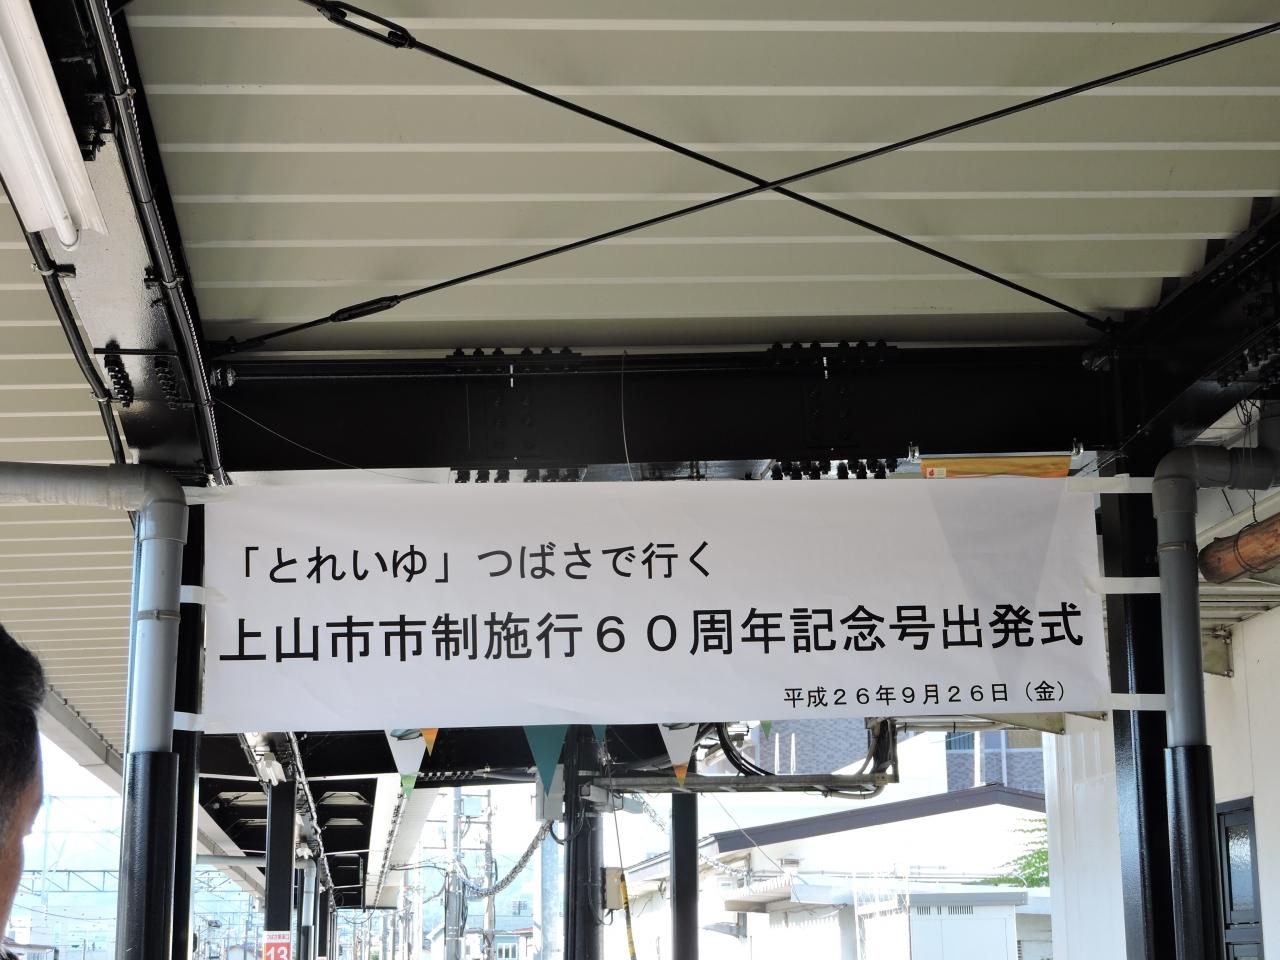 「とれいゆ」つばさで行く
上山市市制施行６０周年記念号出発式
平成２６年９月２６日（金）
13